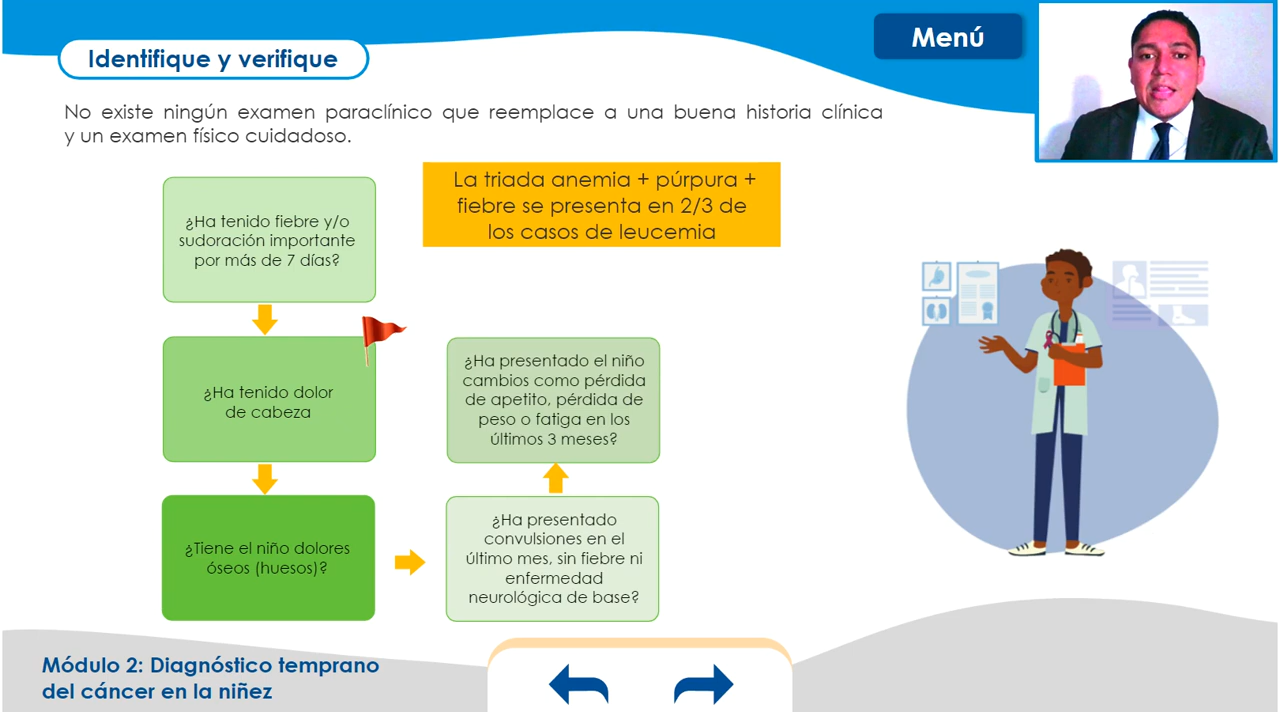 Identifique y verifique
Menú
No existe ningún examen paraclínico que reemplace a una buena historia clínica
y un examen físico cuidadoso.
La triada anemia + púrpura +
fiebre se presenta en 2/3 de
los casos de leucemia
¿Ha tenido fiebre y/o
sudoración importante
por más de 7 días?
¿Ha tenido dolor
de cabeza
¿Tiene el niño dolores
óseos (huesos)?
¿Ha presentado
convulsiones en el
último mes, sin fiebre ni
enfermedad
neurológica de base?
¿Ha presentado el niño
cambios como pérdida
de apetito, pérdida de
peso o fatiga en los
últimos 3 meses?
Módulo 2: Diagnóstico temprano
del cáncer en la niñez